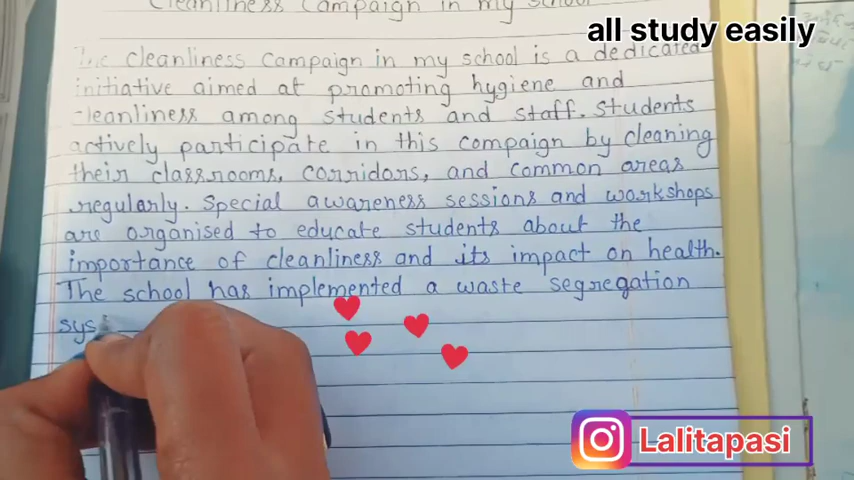 Cleanliness Campaign in my school
all study easily
The cleanliness campaign in my school is a dedicated
initiative aimed at promoting hygiene and
cleanliness among students and staff. Students
actively participate in this compaign by cleaning
their classrooms, corridors, and common areas
regularly. Special awareness sessions and workshops
are organised to educate students about the
importance of cleanliness and its impact on health.
The school has implemented a waste segregation
sys
Lalitapasi